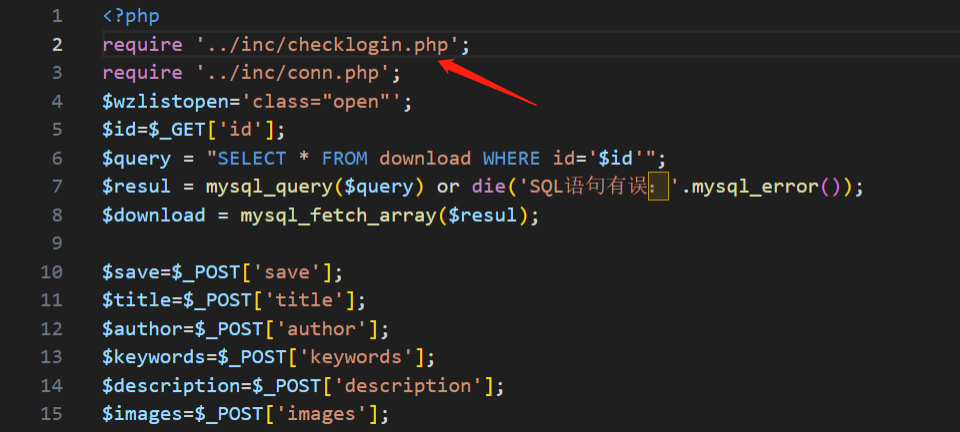 1 <?php
2 require '../inc/checklogin.php';
3 require '../inc/conn.php';
4 $wzlistopen='class="open"';
5 $id=$_GET['id'];
6 $query = "SELECT * FROM download WHERE id='$id'";
7 $resul = mysql_query($query) or die('SQL语句有误：'.mysql_error());
8 $download = mysql_fetch_array($resul);
9
10 $save=$_POST['save'];
11 $title=$_POST['title'];
12 $author=$_POST['author'];
13 $keywords=$_POST['keywords'];
14 $description=$_POST['description'];
15 $images=$_POST['images'];